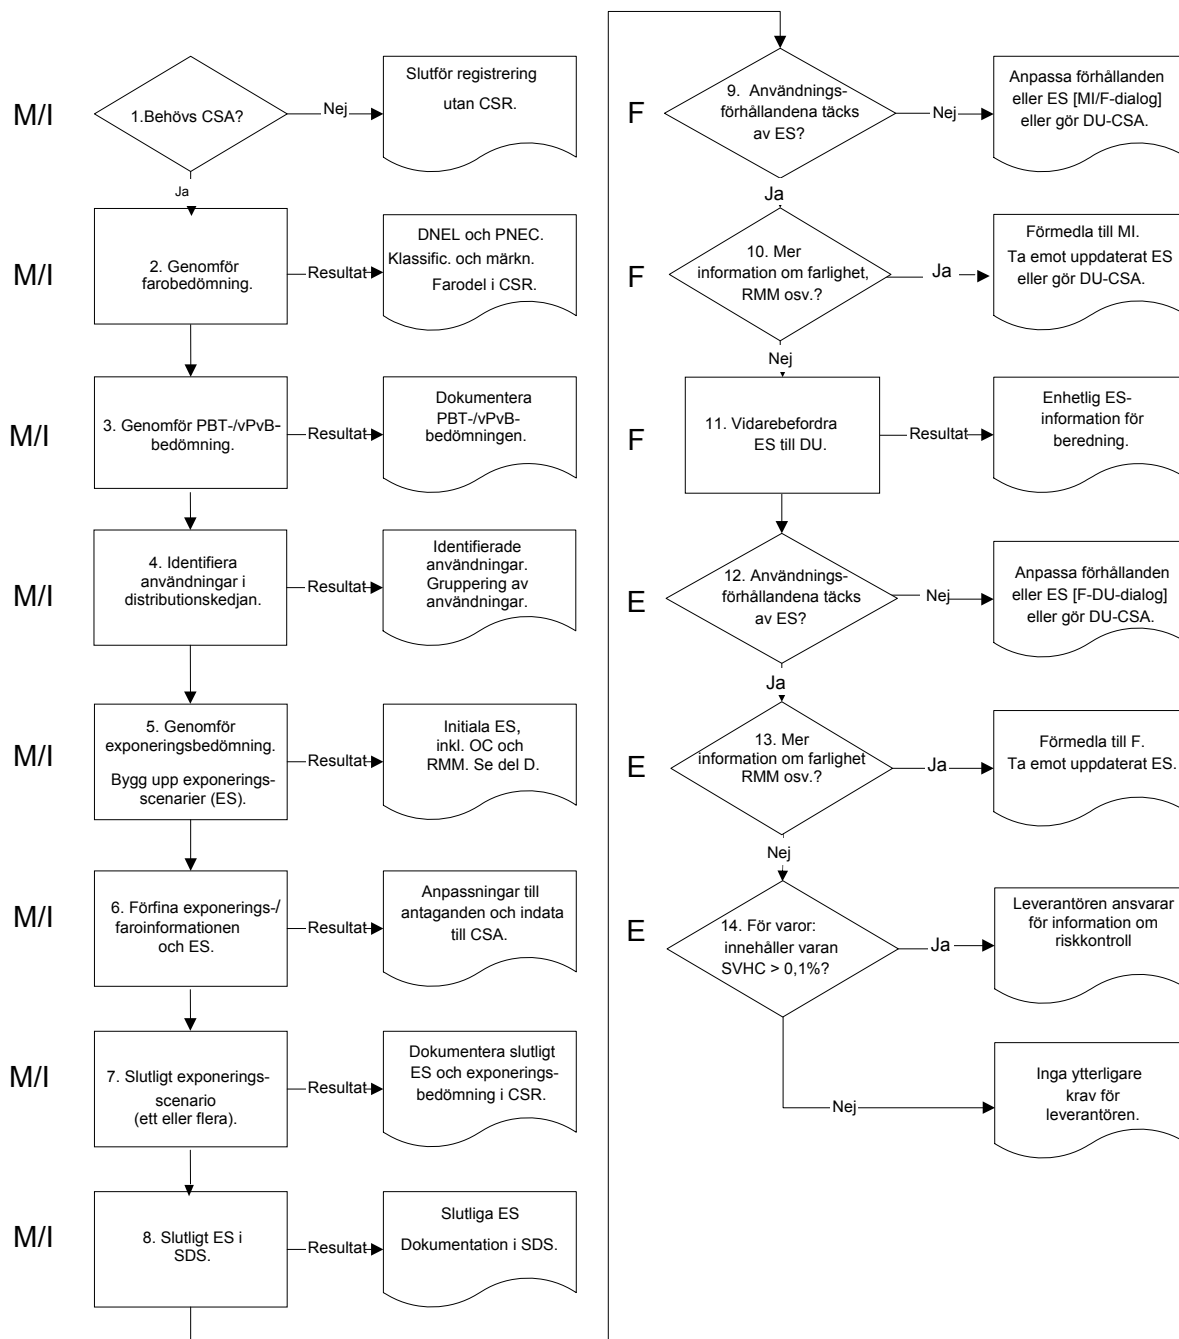 M/I
1.Behövs CSA?
Nej
Slutför registrering
utan CSR.
Ja
M/I
2. Genomför
farobedömning.
Resultat
DNEL och PNEC.
Klassific. och märkn.
Farodel i CSR.
M/I
3. Genomför PBT-/vPvB-
bedömning.
Resultat
Dokumentera
PBT-/vPvB-
bedömningen.
M/I
4. Identifiera
användningar i
distributionskedjan.
Resultat
Identifierade
användningar.
Gruppering av
användningar.
M/I
5. Genomför
exponeringsbedömning.
Bygg upp exponerings-
scenarier (ES).
Resultat
Initiala ES,
inkl. OC och
RMM. Se del D.
M/I
6. Förfina exponerings-/
faroinformationen
och ES.
Resultat
Anpassningar till
antaganden och indata
till CSA.
M/I
7. Slutligt exponerings-
scenario
(ett eller flera).
Resultat
Dokumentera slutligt
ES och exponerings-
bedömning i CSR.
M/I
8. Slutligt ES i
SDS.
Resultat
Slutliga ES
Dokumentation i SDS.
F
9. Användnings-
förhållandena täcks
av ES?
Nej
Anpassa förhållanden
eller ES [MI/F-dialog]
eller gör DU-CSA.
Ja
F
10. Mer
information om farlighet,
RMM osv.?
Ja
Förmedla till MI.
Ta emot uppdaterat ES
eller gör DU-CSA.
Nej
F
11. Vidarebefordra
ES till DU.
Resultat
Enhetlig ES-
information för
beredning.
E
12. Användnings-
förhållandena täcks
av ES?
Nej
Anpassa förhållanden
eller ES [F-DU-dialog]
eller gör DU-CSA.
Ja
E
13. Mer
information om farlighet
RMM osv.?
Ja
Förmedla till F.
Ta emot uppdaterat ES.
Nej
E
14. För varor:
innehåller varan
SVHC > 0,1%?
Ja
Leverantören ansvarar
för information om
riskkontroll
Nej
Inga ytterligare
krav för
leverantören.